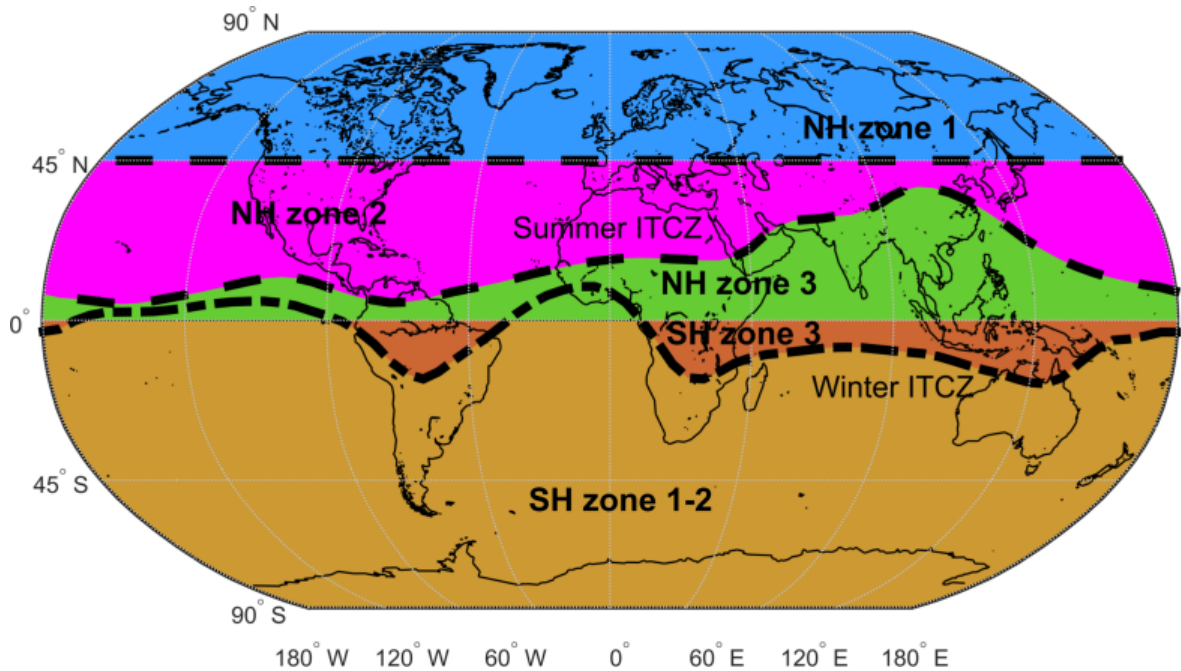 90° N
NH zone 1
45° N
NH zone 2
Summer ITCZ
NH zone 3
0°
SH zone 3
Winter ITCZ
45° S
SH zone 1-2
90° S
180° W 120° W 60° W 0° 60° E 120° E 180° E